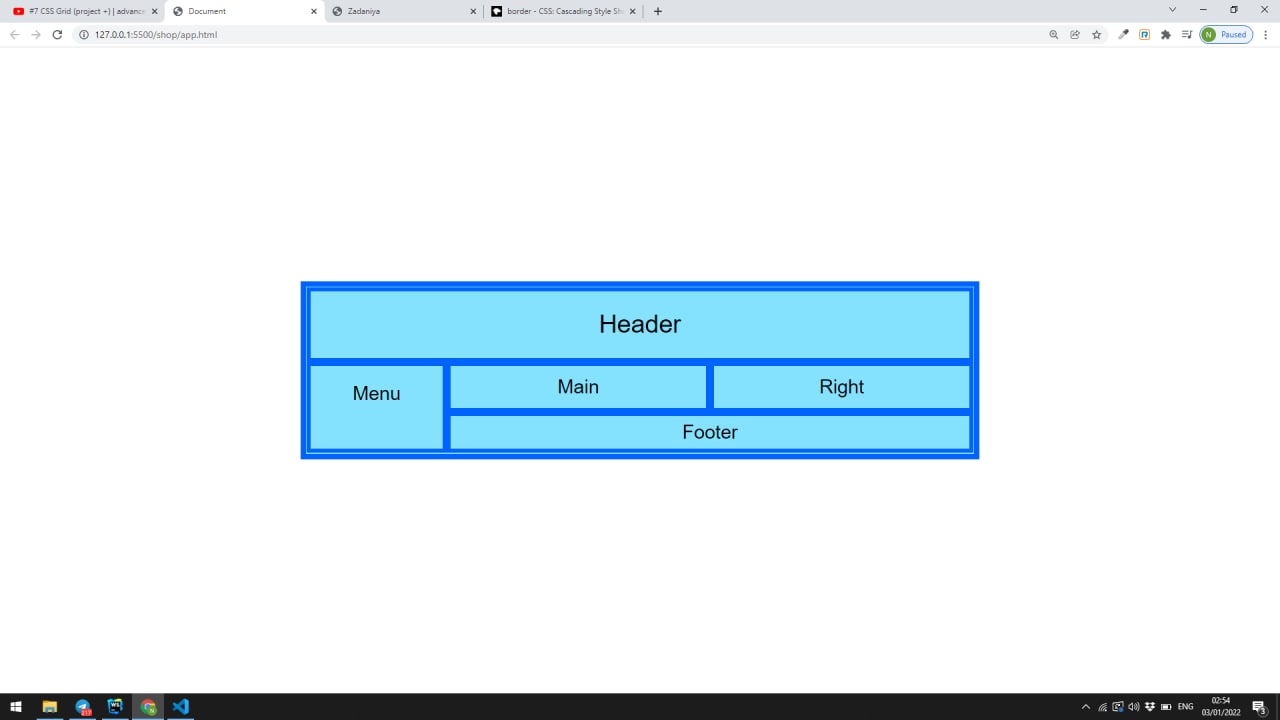 #7 CSS Grid (project +) | advance
Document
Zadaniya
border - CSS: Cascading Style Sh
127.0.0.1:5500/shop/app.html
N
Paused
Header
Menu
Main
Right
Footer
ENG
02:54
03/01/2022
3